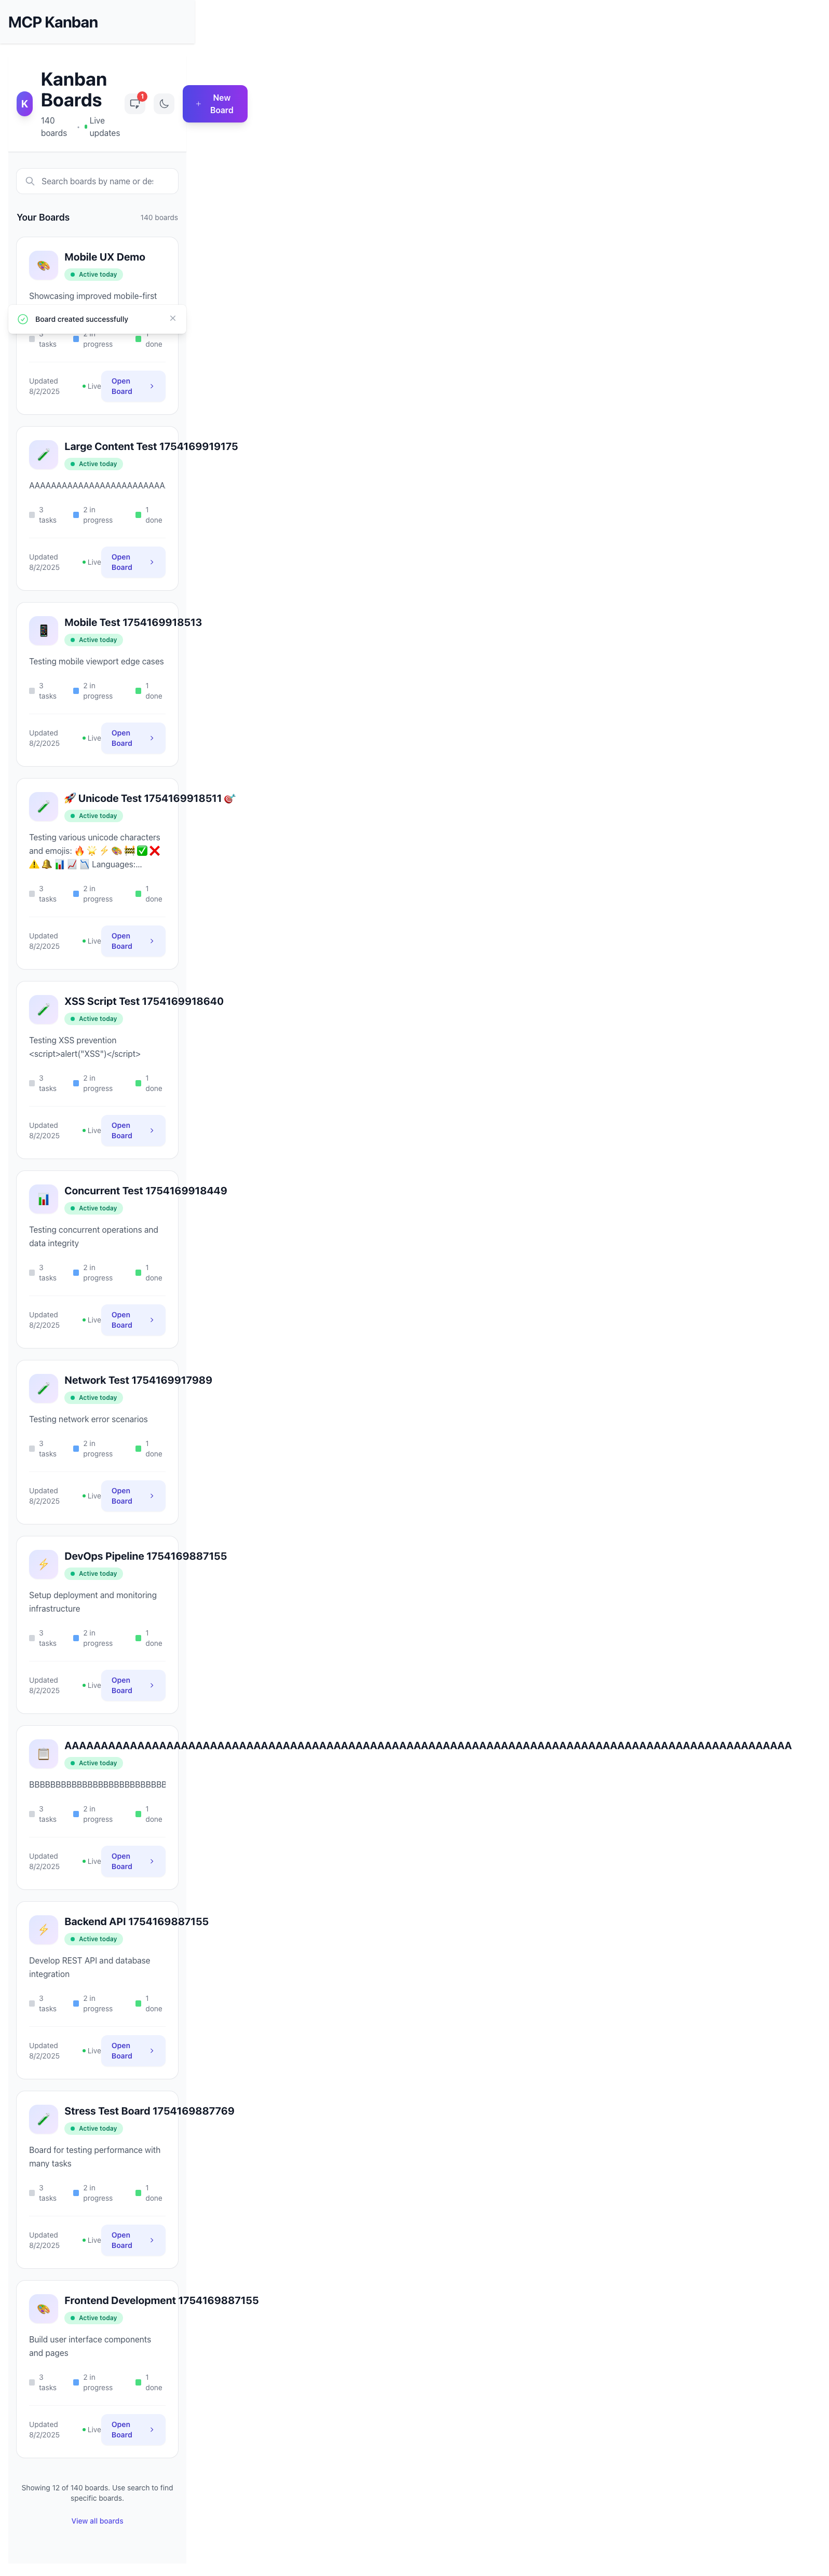 MCP Kanban
K
Kanban
Boards
140
boards
•
Live
updates
1
New
Board
Search boards by name or des
Your Boards
140 boards
Mobile UX Demo
Active today
Showcasing improved mobile-first
Board created successfully
3
tasks
2 in
progress
1
done
Updated
8/2/2025
Live
Open
Board
Large Content Test 1754169919175
Active today
3
tasks
2 in
progress
1
done
Updated
8/2/2025
Live
Open
Board
Mobile Test 1754169918513
Active today
Testing mobile viewport edge cases
3
tasks
2 in
progress
1
done
Updated
8/2/2025
Live
Open
Board
🚀 Unicode Test 1754169918511 🎯
Active today
Testing various unicode characters
and emojis: 🔥 🌟 ⚡ 🎨 🚧 ✅ ❌
⚠️ 🔔 📊 📈 📉 Languages:...
3
tasks
2 in
progress
1
done
Updated
8/2/2025
Live
Open
Board
XSS Script Test 1754169918640
Active today
Testing XSS prevention
<script>alert("XSS")</script>
3
tasks
2 in
progress
1
done
Updated
8/2/2025
Live
Open
Board
Concurrent Test 1754169918449
Active today
Testing concurrent operations and
data integrity
3
tasks
2 in
progress
1
done
Updated
8/2/2025
Live
Open
Board
Network Test 1754169917989
Active today
Testing network error scenarios
3
tasks
2 in
progress
1
done
Updated
8/2/2025
Live
Open
Board
DevOps Pipeline 1754169887155
Active today
Setup deployment and monitoring
infrastructure
3
tasks
2 in
progress
1
done
Updated
8/2/2025
Live
Open
Board
Active today
3
tasks
2 in
progress
1
done
Updated
8/2/2025
Live
Open
Board
Backend API 1754169887155
Active today
Develop REST API and database
integration
3
tasks
2 in
progress
1
done
Updated
8/2/2025
Live
Open
Board
Stress Test Board 1754169887769
Active today
Board for testing performance with
many tasks
3
tasks
2 in
progress
1
done
Updated
8/2/2025
Live
Open
Board
Frontend Development 1754169887155
Active today
Build user interface components
and pages
3
tasks
2 in
progress
1
done
Updated
8/2/2025
Live
Open
Board
Showing 12 of 140 boards. Use search to find
specific boards.
View all boards